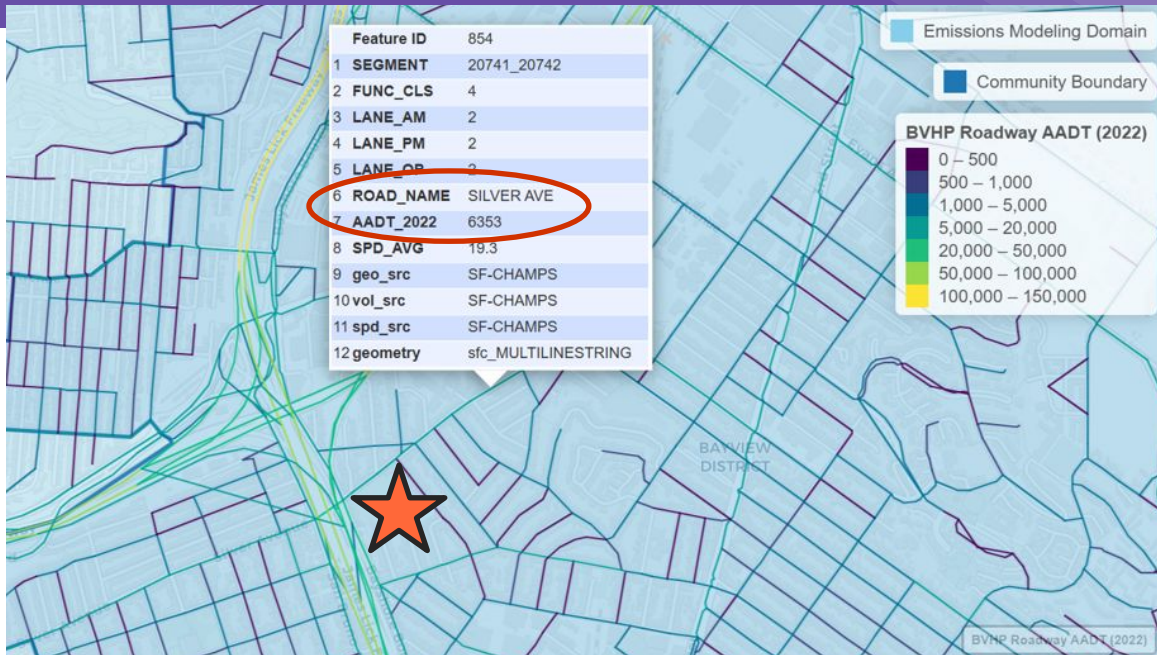 Feature ID 854
1 SEGMENT 20741_20742
2 FUNC_CLS 4
3 LANE_AM 2
4 LANE_PM 2
5 LANE_OP 2
6 ROAD_NAME SILVER AVE
7 AADT_2022 6353
8 SPD_AVG 19.3
9 geo_src SF-CHAMPS
10 vol_src SF-CHAMPS
11 spd_src SF-CHAMPS
12 geometry sfc_MULTILINESTRING
Emissions Modeling Domain
Community Boundary
BVHP Roadway AADT (2022)
0 – 500
500 – 1,000
1,000 – 5,000
5,000 – 20,000
20,000 – 50,000
50,000 – 100,000
100,000 – 150,000
James Lick Freeway
BAYVIEW
DISTRICT
BVHP Roadway AADT (2022)